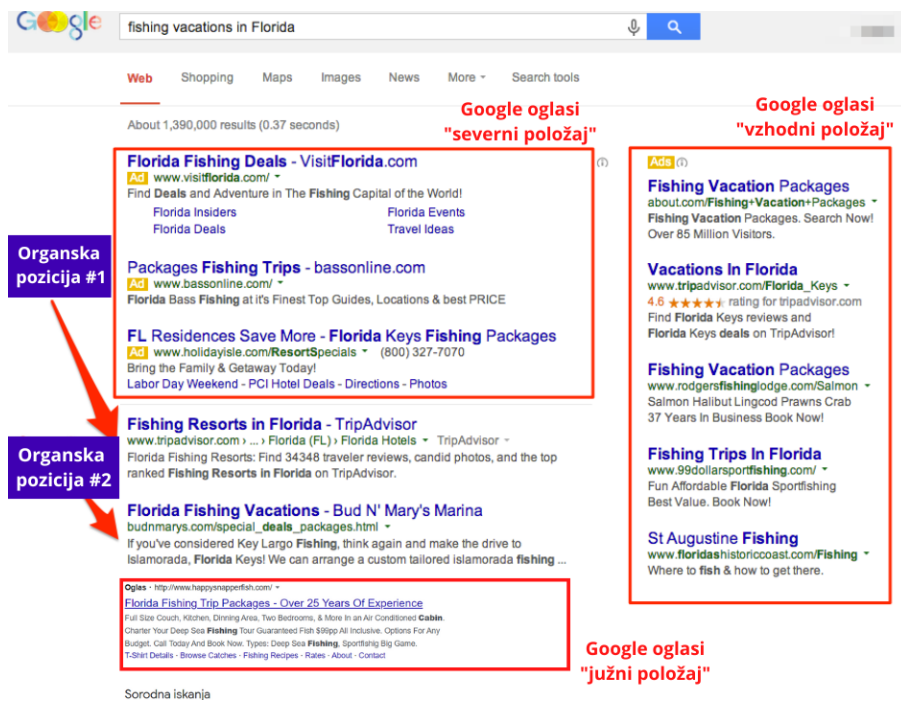 Google
fishing vacations in Florida
Web Shopping Maps Images News More Search tools
About 1,390,000 results (0.37 seconds)
Google oglasi
"severni položaj"
Google oglasi
"vzhodni položaj"
Organska
pozicija #1
Organska
pozicija #2
Florida Fishing Deals - VisitFlorida.com
Ad www.visitflorida.com/
Find Deals and Adventure in The Fishing Capital of the World!
Florida Insiders Florida Events
Florida Deals Travel Ideas
Packages Fishing Trips - bassonline.com
Ad www.bassonline.com/
Florida Bass Fishing at it's Finest Top Guides, Locations & best PRICE
FL Residences Save More - Florida Keys Fishing Packages
Ad www.holidayisle.com/ResortSpecials (800) 327-7070
Bring the Family & Getaway Today!
Labor Day Weekend - PCI Hotel Deals - Directions - Photos
Fishing Resorts in Florida - TripAdvisor
www.tripadvisor.com › ... › Florida (FL) › Florida Hotels TripAdvisor
Florida Fishing Resorts: Find 34348 traveler reviews, candid photos, and the top
ranked Fishing Resorts in Florida on TripAdvisor.
Florida Fishing Vacations - Bud N' Mary's Marina
budnmarys.com/special_deals_packages.html
If you've considered Key Largo Fishing, think again and make the drive to
Islamorada, Florida Keys! We can arrange a custom tailored islamorada fishing ...
Oglas · http://www.happysnapperfish.com/
Florida Fishing Trip Packages - Over 25 Years Of Experience
Full Size Couch, Kitchen, Dinning Area, Two Bedrooms, & More In an Air Conditioned Cabin.
Charter Your Deep Sea Fishing Tour Guaranteed Fish $99pp All Inclusive. Options For Any
Budget. Call Today And Book Now. Types: Deep Sea Fishing, Sportfishig Big Game.
T-Shirt Details - Browse Catches - Fishing Recipes - Rates - About - Contact
Sorodna iskanja
Ads
Fishing Vacation Packages
about.com/Fishing+Vacation+Packages
Fishing Vacation Packages. Search Now!
Over 85 Million Visitors.
Vacations In Florida
www.tripadvisor.com/Florida_Keys
4.6 rating for tripadvisor.com
Find Florida Keys reviews and
Florida Keys deals on TripAdvisor!
Fishing Vacation Packages
www.rodgersfishinglodge.com/Salmon
Salmon Halibut Lingcod Prawns Crab
37 Years In Business Book Now!
Fishing Trips In Florida
www.99dollarsportfishing.com/
Fun Affordable Florida Sportfishing
Best Value. Book Now!
St Augustine Fishing
www.floridashistoriccoast.com/Fishing
Where to fish & how to get there.
Google oglasi
"južni položaj"